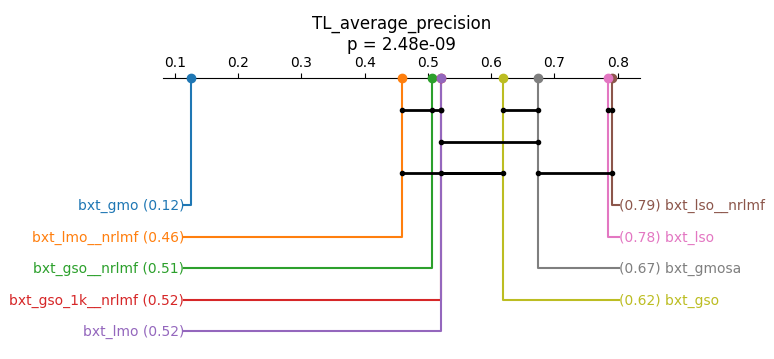 TL_average_precision
p = 2.48e-09
0.1 0.2 0.3 0.4 0.5 0.6 0.7 0.8
bxt_gmo (0.12)
(0.79) bxt_lso__nrlmf
bxt_lmo__nrlmf (0.46)
(0.78) bxt_lso
bxt_gso__nrlmf (0.51)
(0.67) bxt_gmosa
bxt_gso_1k__nrlmf (0.52)
(0.62) bxt_gso
bxt_lmo (0.52)